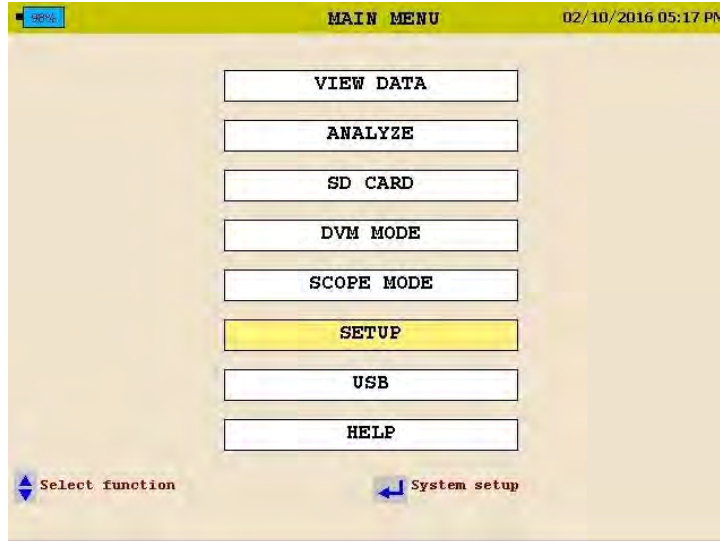 98% MAIN MENU 02/10/2016 05:17 PM
VIEW DATA
ANALYZE
SD CARD
DVM MODE
SCOPE MODE
SETUP
USB
HELP
Select function System setup